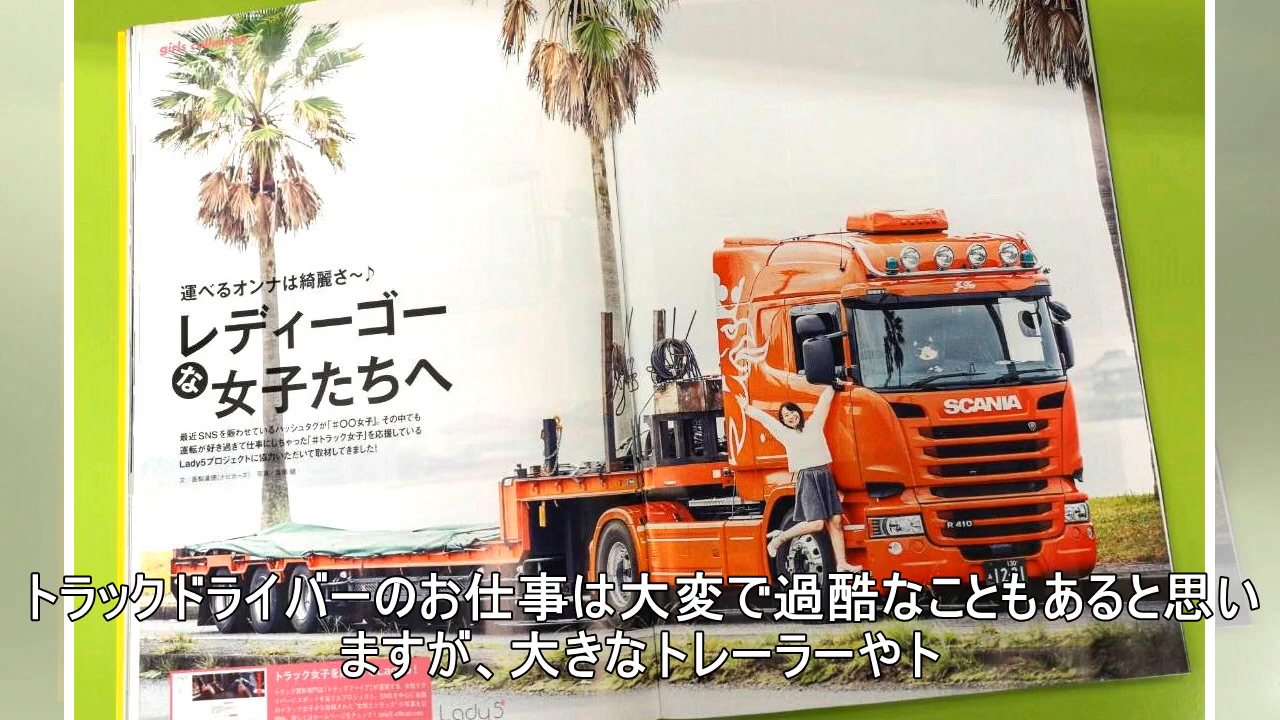 girls collection
運べるオンナは綺麗さ〜♪
レディーゴー
な女子たちへ
最近SNSを賑わせているハッシュタグが「#〇〇女子」。その中でも
運転が好き過ぎて仕事にしちゃった「#トラック女子」を応援している
Lady5プロジェクトに協力いただいて取材してきました!
SCANIA
R 410
トラックドライバーのお仕事は大変で過酷なこともあると思い
ますが、大きなトレーラーやト
トラック女子を
Lady5